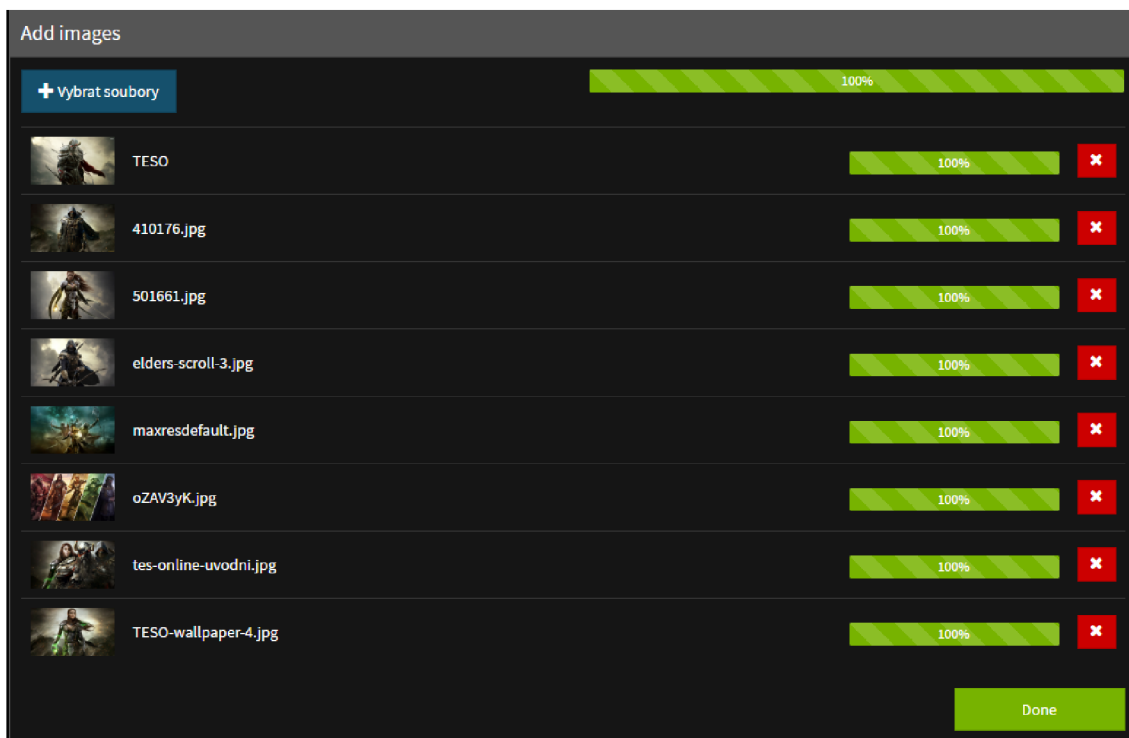 Add images
Vybrat soubory
100%
TESO
100%
410176.jpg
100%
501661.jpg
100%
elders-scroll-3.jpg
100%
maxresdefault.jpg
100%
oZAV3yK.jpg
100%
tes-online-uvodni.jpg
100%
TESO-wallpaper-4.jpg
100%
Done